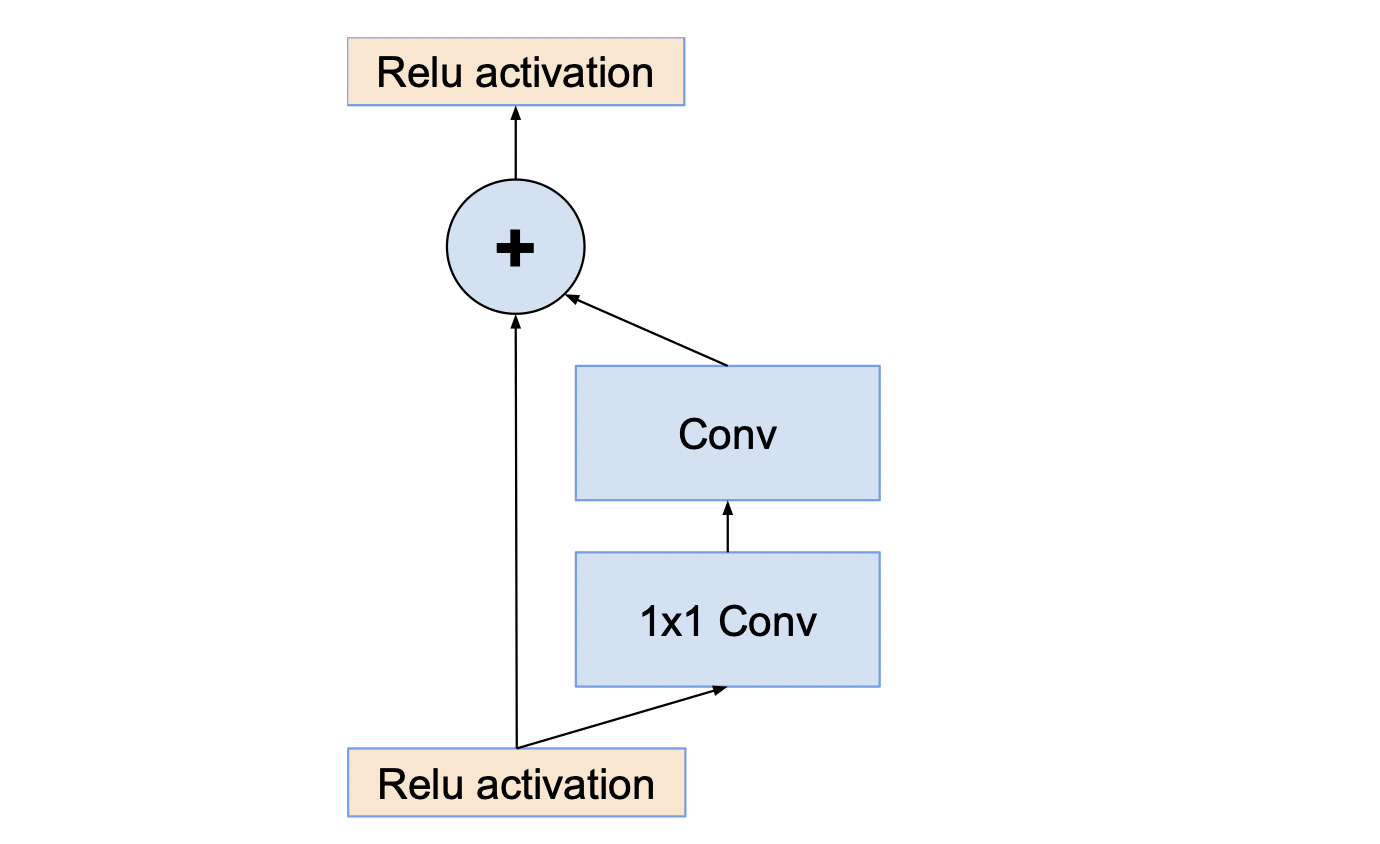 Relu activation
+
Conv
1x1 Conv
Relu activation